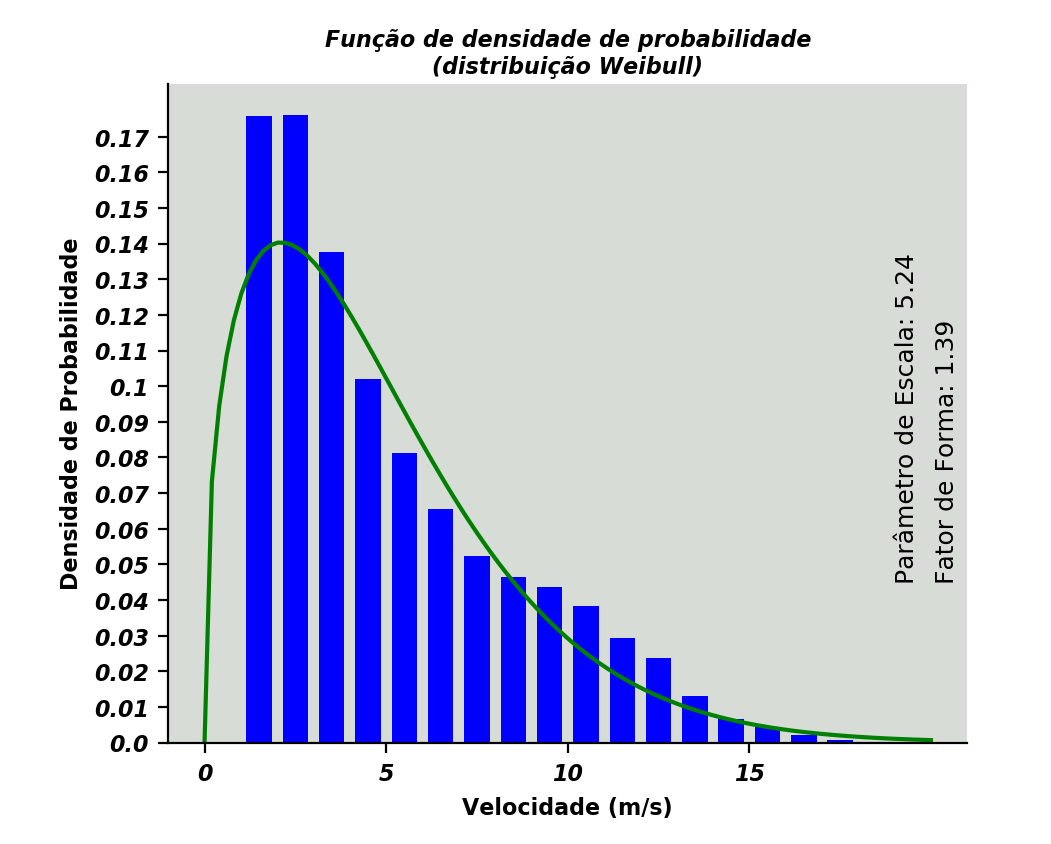 Função de densidade de probabilidade
(distribuição Weibull)
Densidade de Probabilidade
0.17
0.16
0.15
0.14
0.13
0.12
0.11
0.1
0.09
0.08
0.07
0.06
0.05
0.04
0.03
0.02
0.01
0.0
Parâmetro de Escala: 5.24
Fator de Forma: 1.39
0 5 10 15
Velocidade (m/s)